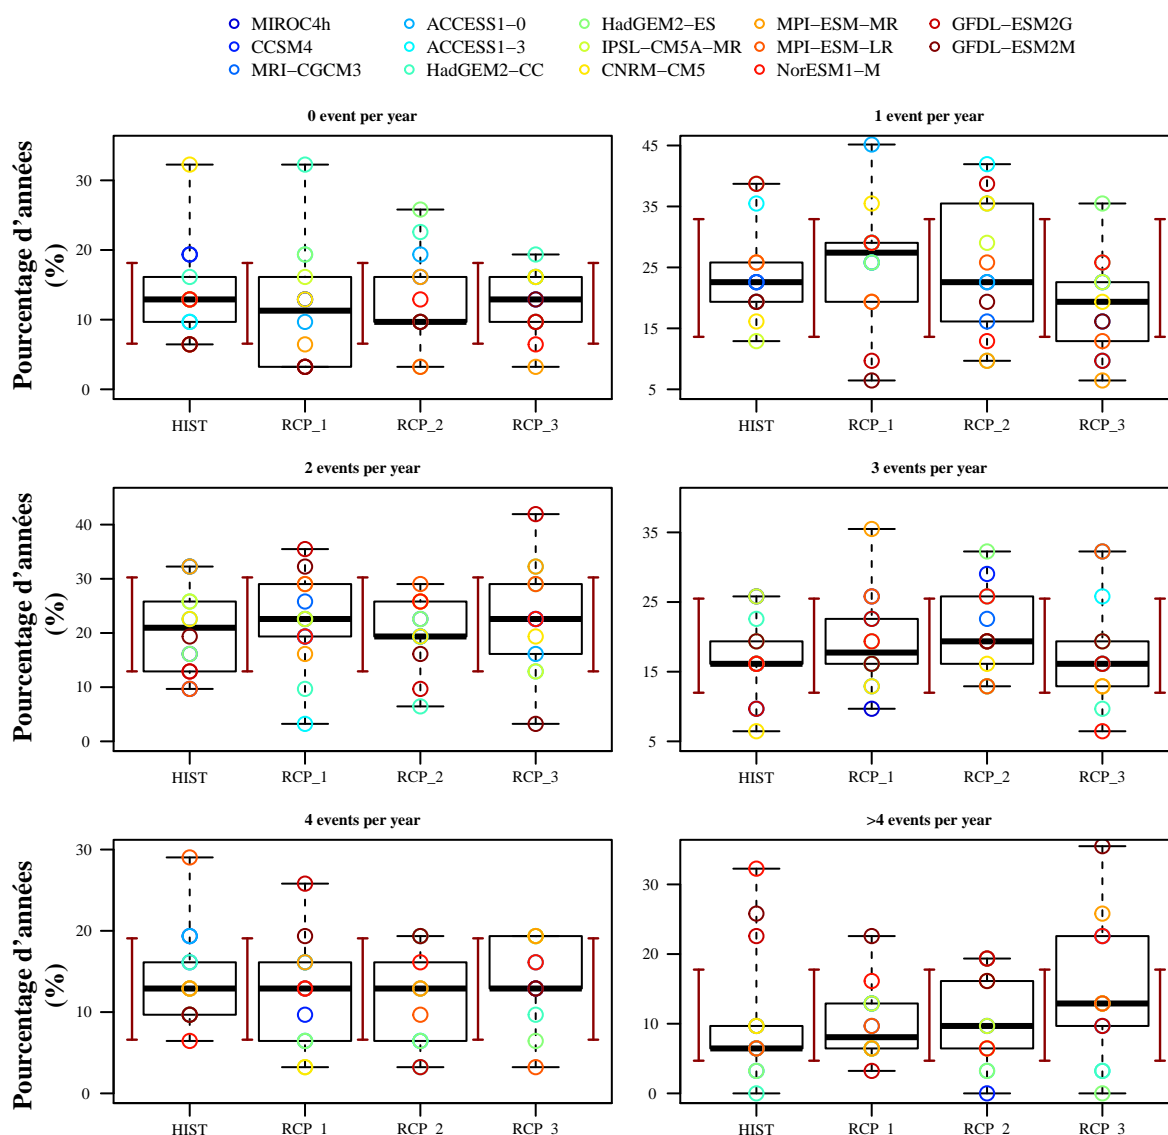 MIROC4h ACCESS1−0 HadGEM2−ES MPI−ESM−MR GFDL−ESM2G
CCSM4 ACCESS1−3 IPSL−CM5A−MR MPI−ESM−LR GFDL−ESM2M
MRI−CGCM3 HadGEM2−CC CNRM−CM5 NorESM1−M
0 event per year
Pourcentage d'années
(%)
30
20
10
0
HIST RCP_1 RCP_2 RCP_3
1 event per year
45
35
25
15
5
HIST RCP_1 RCP_2 RCP_3
2 events per year
Pourcentage d'années
(%)
40
30
20
10
0
HIST RCP_1 RCP_2 RCP_3
3 events per year
35
25
15
5
HIST RCP_1 RCP_2 RCP_3
4 events per year
Pourcentage d'années
(%)
30
20
10
0
HIST RCP_1 RCP_2 RCP_3
>4 events per year
30
20
10
0
HIST RCP_1 RCP_2 RCP_3